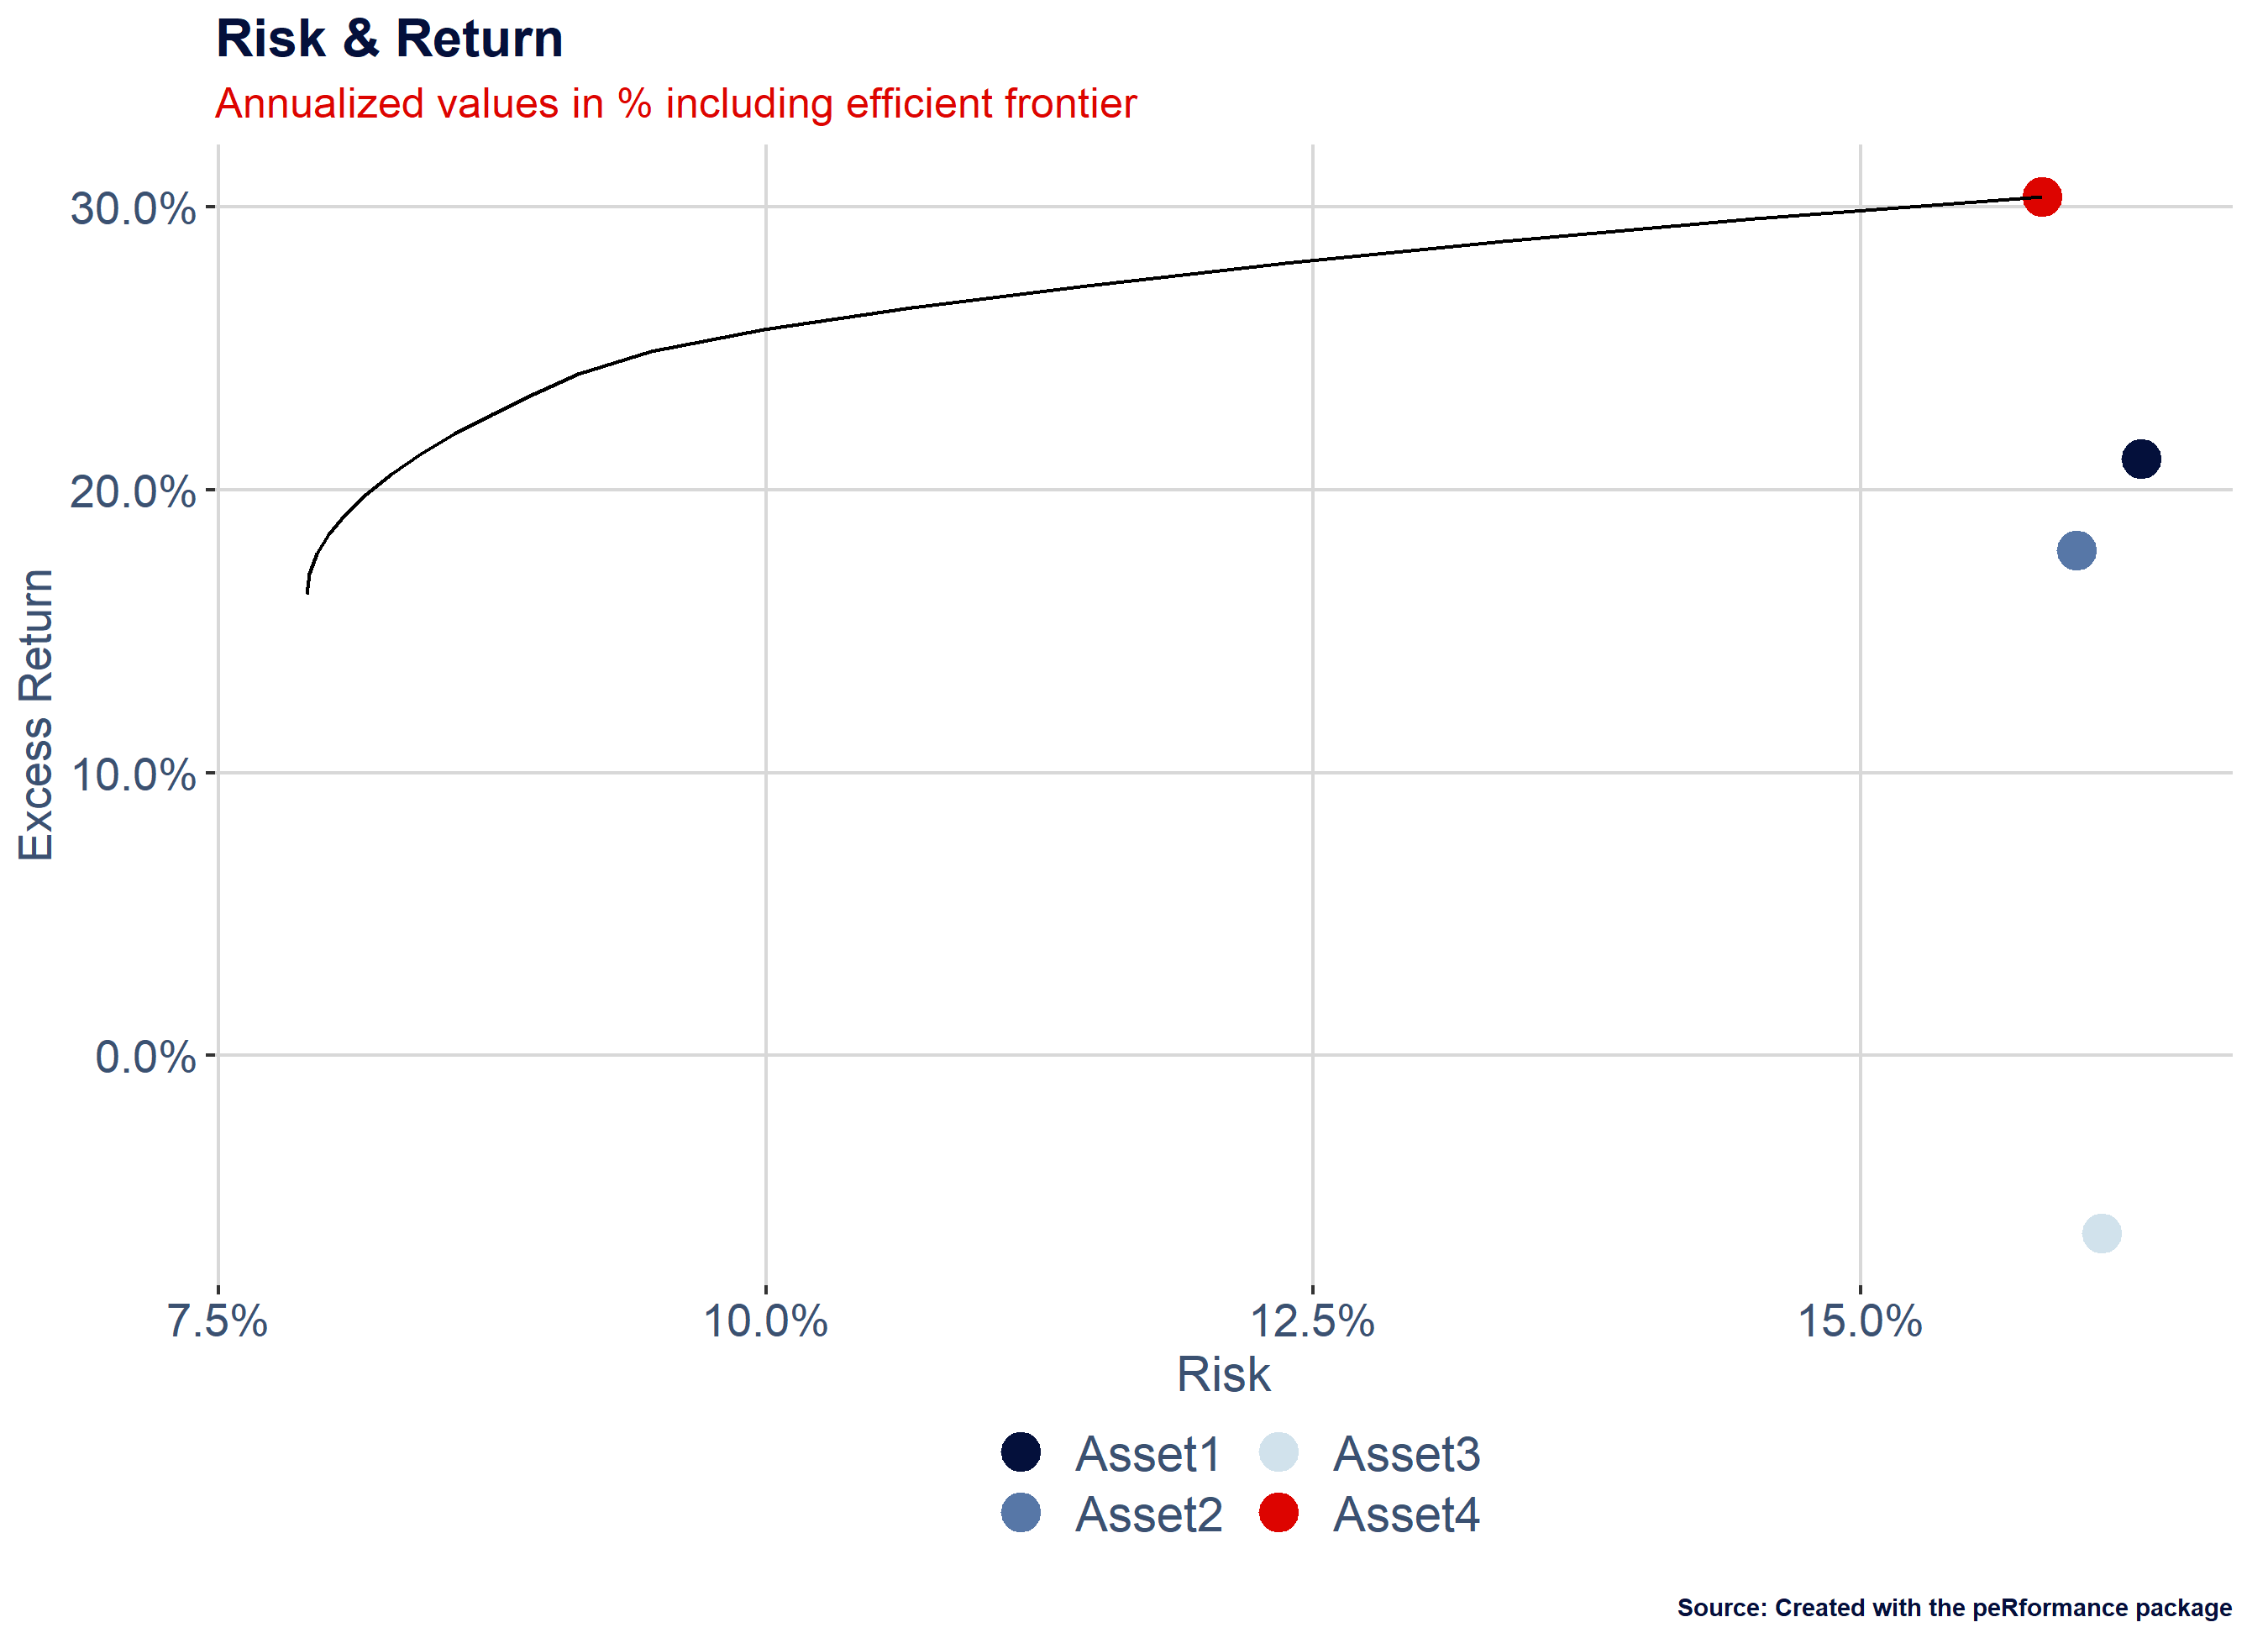 Risk & Return
Annualized values in % including efficient frontier
Excess Return
30.0%
20.0%
10.0%
0.0%
7.5% 10.0% 12.5% 15.0%
Risk
Asset1 Asset3
Asset2 Asset4
Source: Created with the peRformance package